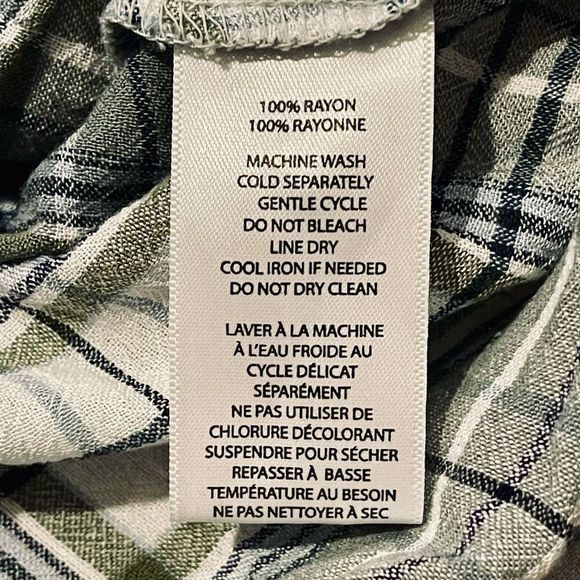 100% RAYON
100% RAYONNE
MACHINE WASH
COLD SEPARATELY
GENTLE CYCLE
DO NOT BLEACH
LINE DRY
COOL IRON IF NEEDED
DO NOT DRY CLEAN
LAVER À LA MACHINE
À L'EAU FROIDE AU
CYCLE DÉLICAT
SÉPARÉMENT
NE PAS UTILISER DE
CHLORURE DÉCOLORANT
SUSPENDRE POUR SÉCHER
REPASSER À BASSE
TEMPÉRATURE AU BESOIN
NE PAS NETTOYER À SEC